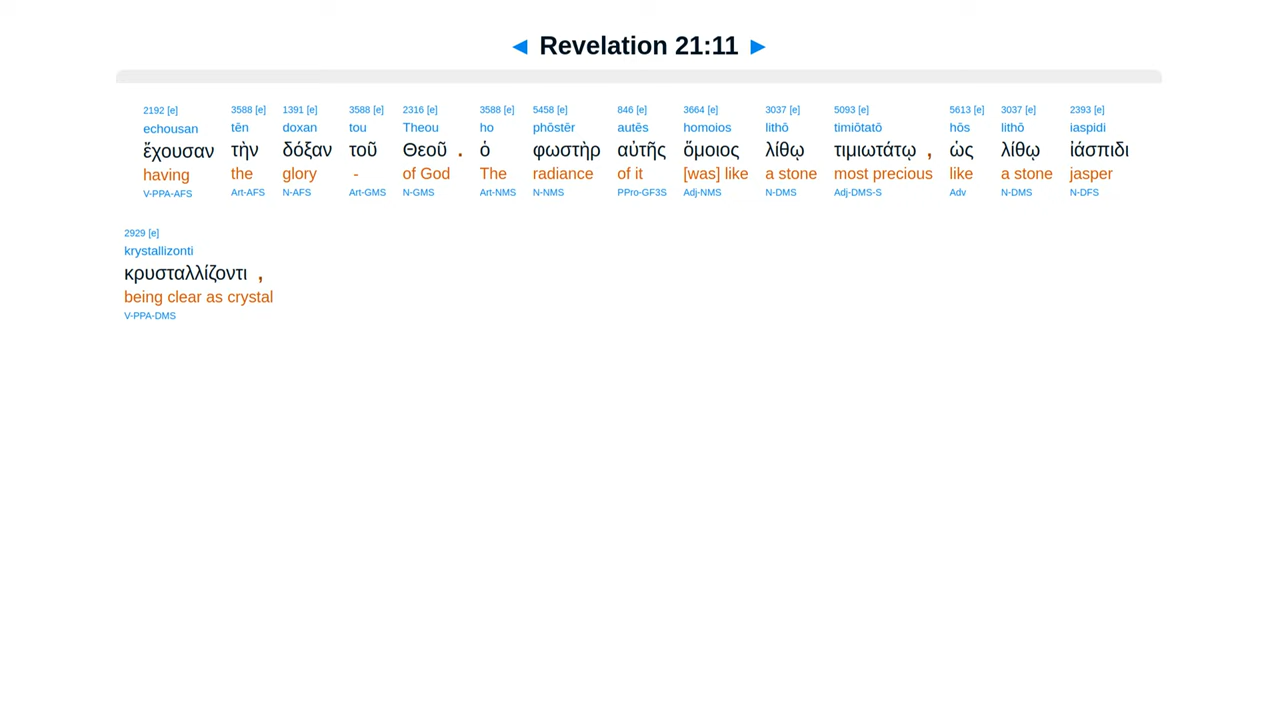 ◄ Revelation 21:11 ►
2192 [e] 3588 [e] 1391 [e] 3588 [e] 2316 [e] 3588 [e] 5458 [e] 846 [e] 3664 [e] 3037 [e] 5093 [e] 5613 [e] 3037 [e] 2393 [e]
echousan tēn doxan tou Theou ho phōstēr autēs homoios lithō timiōtatō hōs lithō iaspidi
ἔχουσαν τὴν δόξαν τοῦ Θεοῦ . ὁ φωστὴρ αὐτῆς ὅμοιος λίθῳ τιμιωτάτῳ , ὡς λίθῳ ἰάσπιδι
having the glory - of God The radiance of it [was] like a stone most precious like a stone jasper
V-PPA-AFS Art-AFS N-AFS Art-GMS N-GMS Art-NMS N-NMS PPro-GF3S Adj-NMS N-DMS Adj-DMS-S Adv N-DMS N-DFS
2929 [e]
krystallizonti
κρυσταλλίζοντι ,
being clear as crystal
V-PPA-DMS